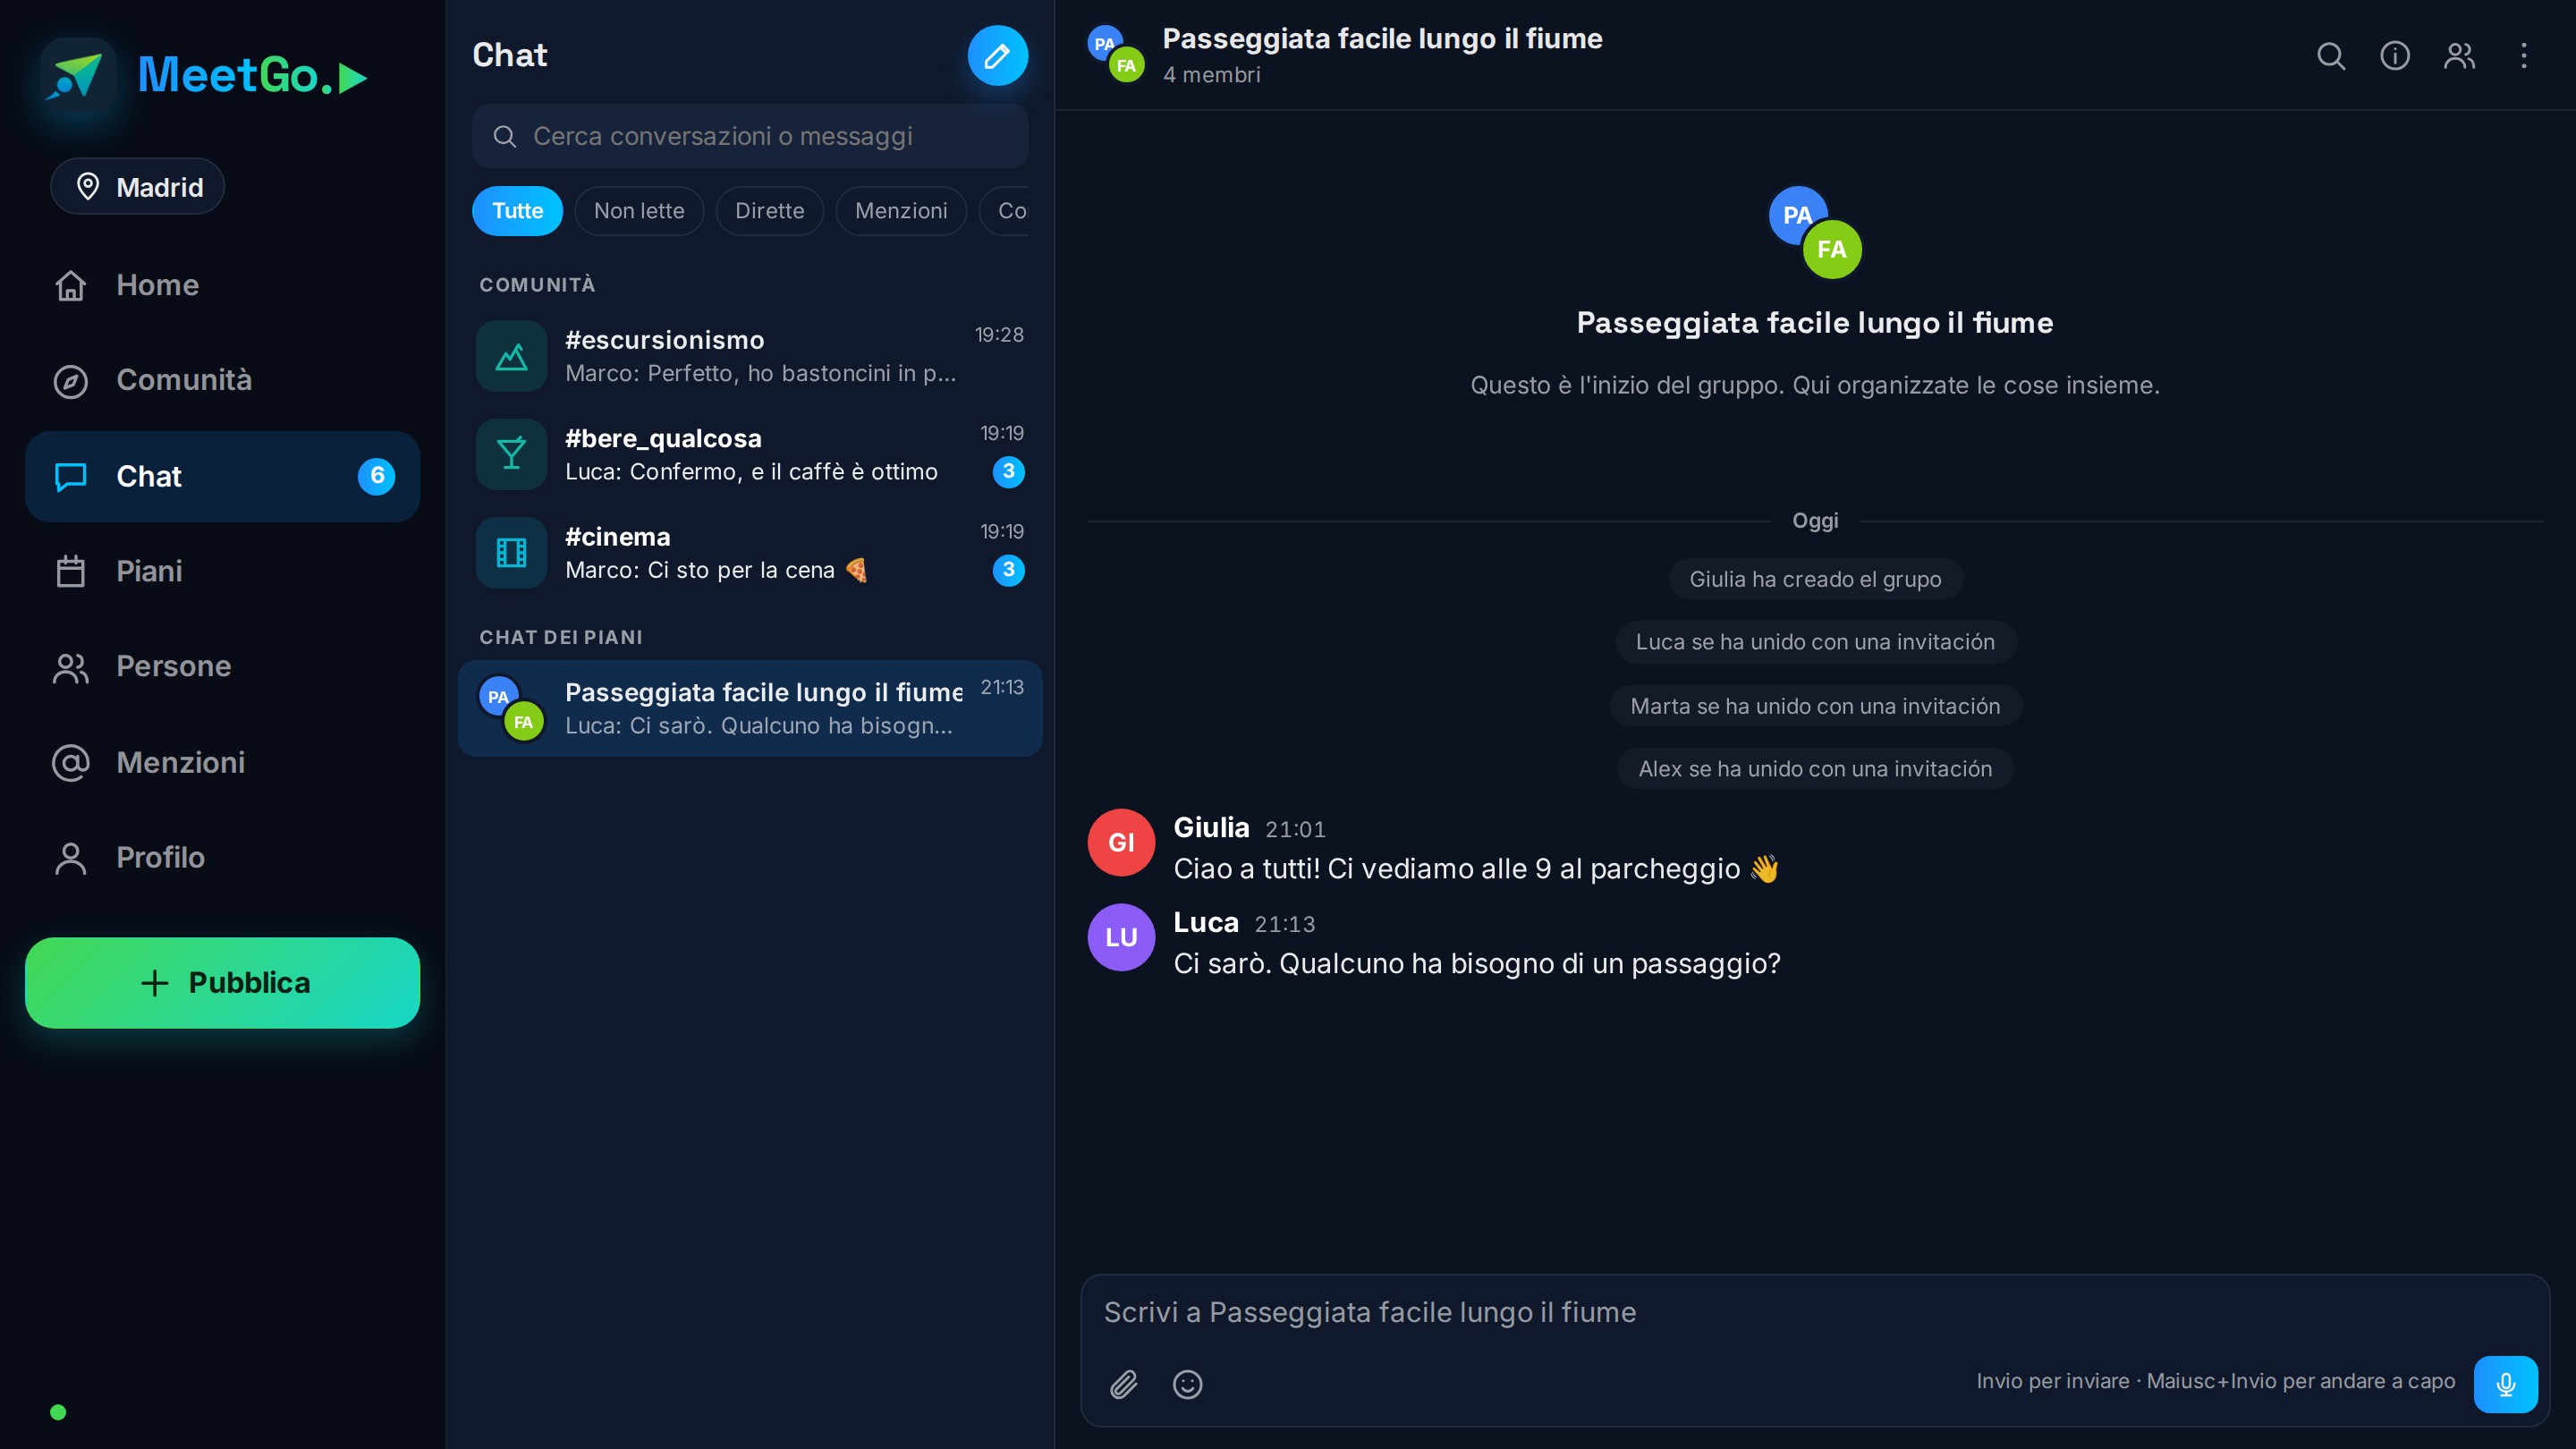 MeetGo.
Madrid
Home
Comunità
Chat
6
Piani
Persone
Menzioni
Profilo
Pubblica
Chat
Cerca conversazioni o messaggi
Tutte
Non lette
Dirette
Menzioni
Co
COMUNITÀ
#escursionismo
19:28
Marco: Perfetto, ho bastoncini in p...
#bere_qualcosa
19:19
Luca: Confermo, e il caffè è ottimo
3
#cinema
19:19
Marco: Ci sto per la cena 🍕
3
CHAT DEI PIANI
PA
FA
Passeggiata facile lungo il fiume
21:13
Luca: Ci sarò. Qualcuno ha bisogn...
PA
FA
Passeggiata facile lungo il fiume
4 membri
PA
FA
Passeggiata facile lungo il fiume
Questo è l'inizio del gruppo. Qui organizzate le cose insieme.
Oggi
Giulia ha creado el grupo
Luca se ha unido con una invitación
Marta se ha unido con una invitación
Alex se ha unido con una invitación
GI
Giulia 21:01
Ciao a tutti! Ci vediamo alle 9 al parcheggio 👋
LU
Luca 21:13
Ci sarò. Qualcuno ha bisogno di un passaggio?
Scrivi a Passeggiata facile lungo il fiume
Invio per inviare · Maiusc+Invio per andare a capo